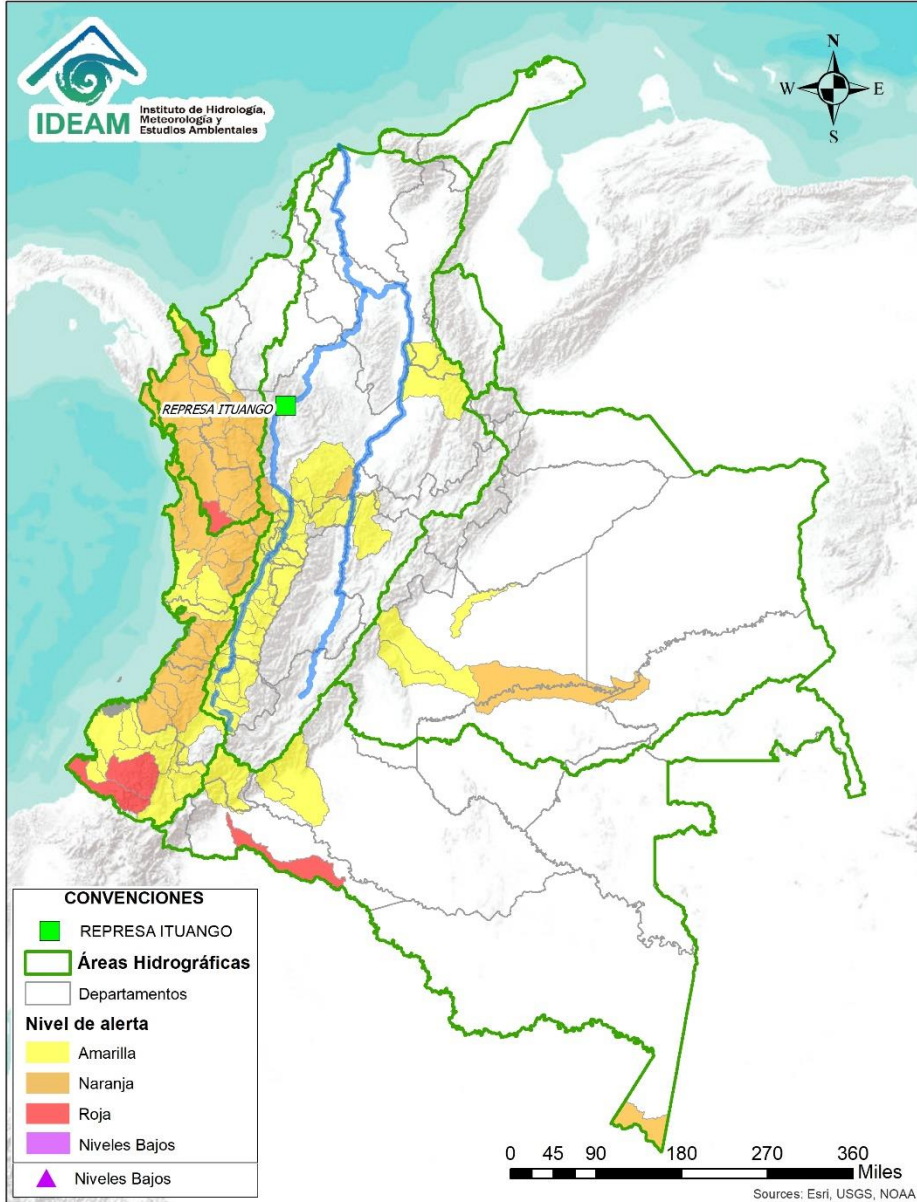 IDEAM
Instituto de Hidrología,
Meteorología y
Estudios Ambientales
N
W
E
S
REPRESA ITUANGO
CONVENCIONES
REPRESA ITUANGO
Áreas Hidrográficas
Departamentos
Nivel de alerta
Amarilla
Naranja
Roja
Niveles Bajos
Niveles Bajos
0 45 90 180 270 360
Miles
Sources: Esri, USGS, NOAA